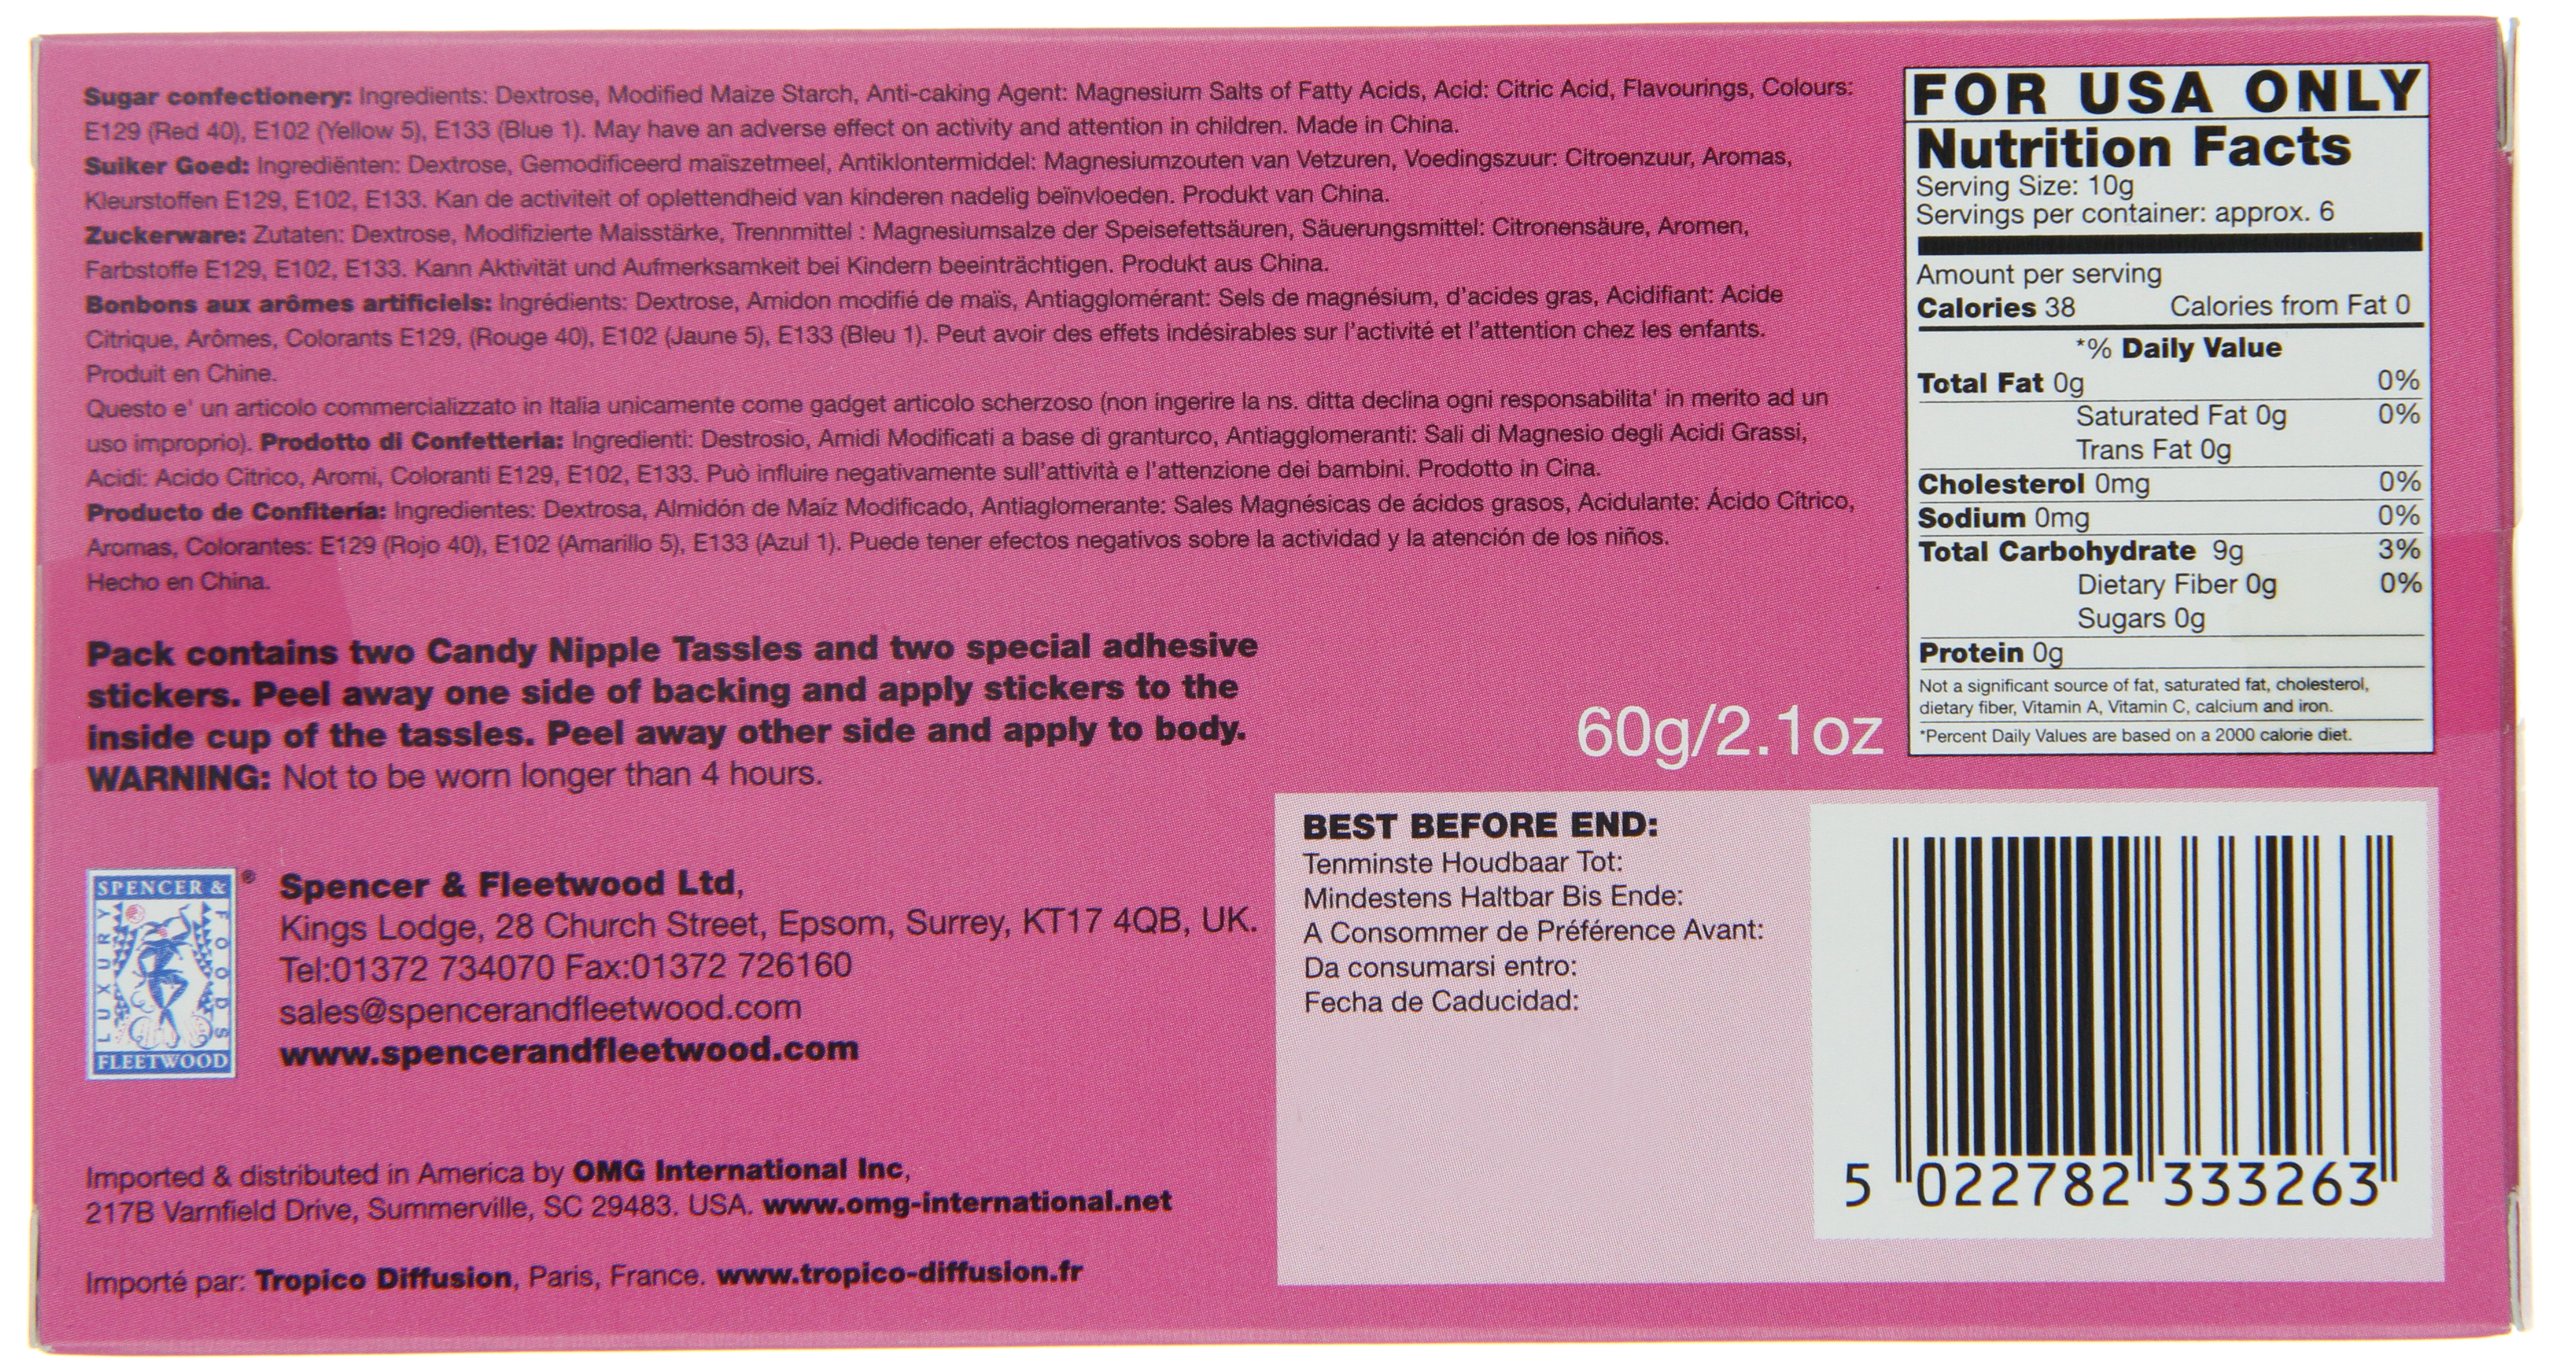 Sugar confectionery: Ingredients: Dextrose, Modified Maize Starch, Anti-caking Agent: Magnesium Salts of Fatty Acids, Acid: Citric Acid, Flavourings, Colours:
E129 (Red 40), E102 (Yellow 5), E133 (Blue 1). May have an adverse effect on activity and attention in children. Made in China.
Suiker Goed: Ingrediënten: Dextrose, Gemodificeerd maïszetmeel, Antiklontermiddel: Magnesiumzouten van Vetzuren, Voedingszuur: Citroenzuur, Aromas,
Kleurstoffen E129, E102, E133. Kan de activiteit of oplettendheid van kinderen nadelig beïnvloeden. Produkt van China.
Zuckerware: Zutaten: Dextrose, Modifizierte Maisstärke, Trennmittel : Magnesiumsalze der Speisefettsäuren, Säuerungsmittel: Citronensäure, Aromen,
Farbstoffe E129, E102, E133. Kann Aktivität und Aufmerksamkeit bei Kindern beeinträchtigen. Produkt aus China.
Bonbons aux arômes artificiels: Ingrédients: Dextrose, Amidon modifié de maïs, Antiagglomérant: Sels de magnésium, d'acides gras, Acidifiant: Acide
Citrique, Arômes, Colorants E129, (Rouge 40), E102 (Jaune 5), E133 (Bleu 1). Peut avoir des effets indésirables sur l'activité et l'attention chez les enfants.
Produit en Chine.
Questo e' un articolo commercializzato in Italia unicamente come gadget articolo scherzoso (non ingerire la ns. ditta declina ogni responsabilita' in merito ad un
uso improprio). Prodotto di Confetteria: Ingredienti: Destrosio, Amidi Modificati a base di granturco, Antiagglomeranti: Sali di Magnesio degli Acidi Grassi,
Acidi: Acido Citrico, Aromi, Coloranti E129, E102, E133. Può influire negativamente sull'attività e l'attenzione dei bambini. Prodotto in Cina.
Producto de Confitería: Ingredientes: Dextrosa, Almidón de Maíz Modificado, Antiaglomerante: Sales Magnésicas de ácidos grasos, Acidulante: Ácido Cítrico,
Aromas, Colorantes: E129 (Rojo 40), E102 (Amarillo 5), E133 (Azul 1). Puede tener efectos negativos sobre la actividad y la atención de los niños.
Hecho en China.
Pack contains two Candy Nipple Tassles and two special adhesive
stickers. Peel away one side of backing and apply stickers to the
inside cup of the tassles. Peel away other side and apply to body.
WARNING: Not to be worn longer than 4 hours.
60g/2.1oz
SPENCER &
LUXURY
FOODS
FLEETWOOD
®
Spencer & Fleetwood Ltd,
Kings Lodge, 28 Church Street, Epsom, Surrey, KT17 4QB, UK.
Tel:01372 734070 Fax:01372 726160
sales@spencerandfleetwood.com
www.spencerandfleetwood.com
Imported & distributed in America by OMG International Inc,
217B Varnfield Drive, Summerville, SC 29483. USA. www.omg-international.net
Importé par: Tropico Diffusion, Paris, France. www.tropico-diffusion.fr
FOR USA ONLY
Nutrition Facts
Serving Size: 10g
Servings per container: approx. 6
Amount per serving
Calories 38 Calories from Fat 0
*% Daily Value
Total Fat 0g 0%
Saturated Fat 0g 0%
Trans Fat 0g
Cholesterol 0mg 0%
Sodium 0mg 0%
Total Carbohydrate 9g 3%
Dietary Fiber 0g 0%
Sugars 0g
Protein 0g
Not a significant source of fat, saturated fat, cholesterol,
dietary fiber, Vitamin A, Vitamin C, calcium and iron.
*Percent Daily Values are based on a 2000 calorie diet.
BEST BEFORE END:
Tenminste Houdbaar Tot:
Mindestens Haltbar Bis Ende:
A Consommer de Préférence Avant:
Da consumarsi entro:
Fecha de Caducidad:
5 022782 333263